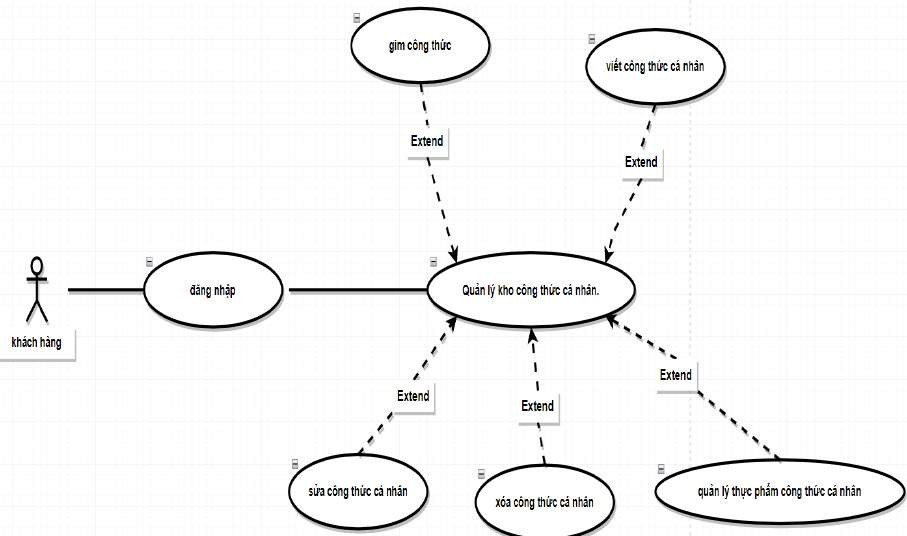 gim công thức
viết công thức cá nhân
Extend
Extend
đăng nhập
Quản lý kho công thức cá nhân.
khách hàng
Extend
Extend
Extend
sửa công thức cá nhân
xóa công thức cá nhân
quản lý thực phẩm công thức cá nhân